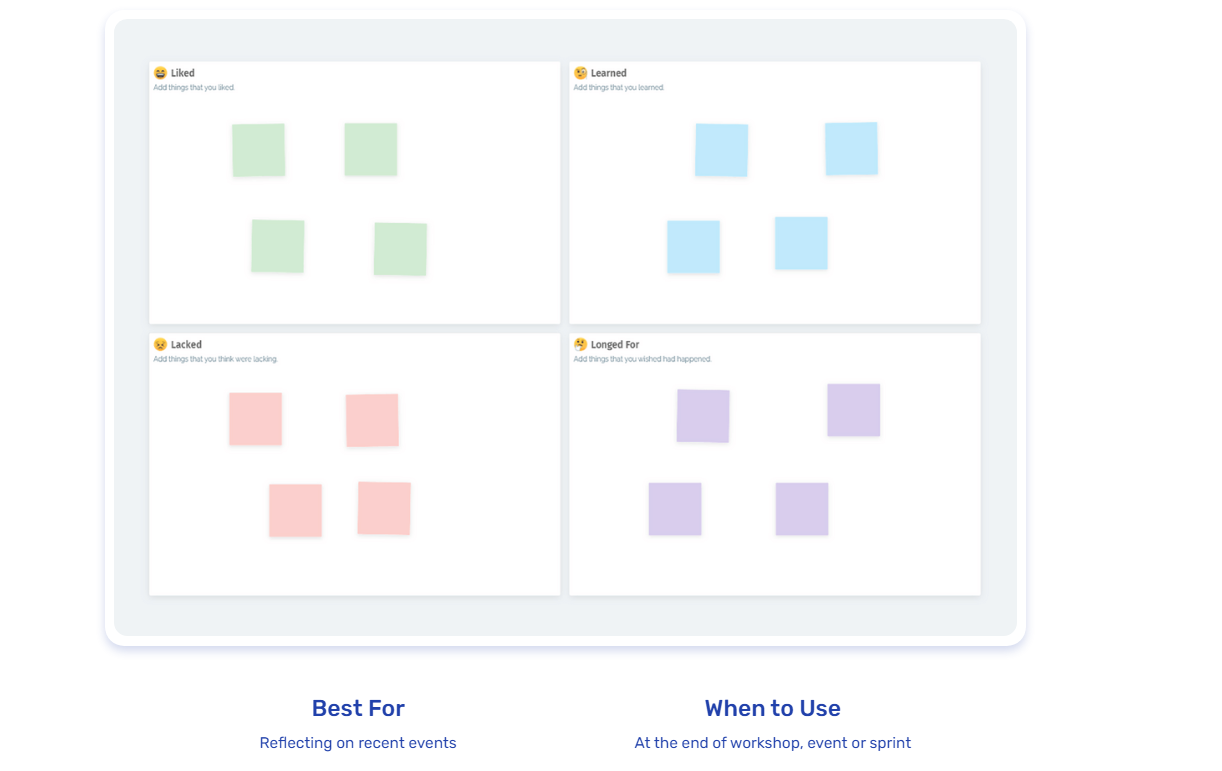 Liked
Add things that you liked.
Learned
Add things that you learned.
Lacked
Add things that you think were lacking.
Longed For
Add things that you wished had happened.
Best For
Reflecting on recent events
When to Use
At the end of workshop, event or sprint